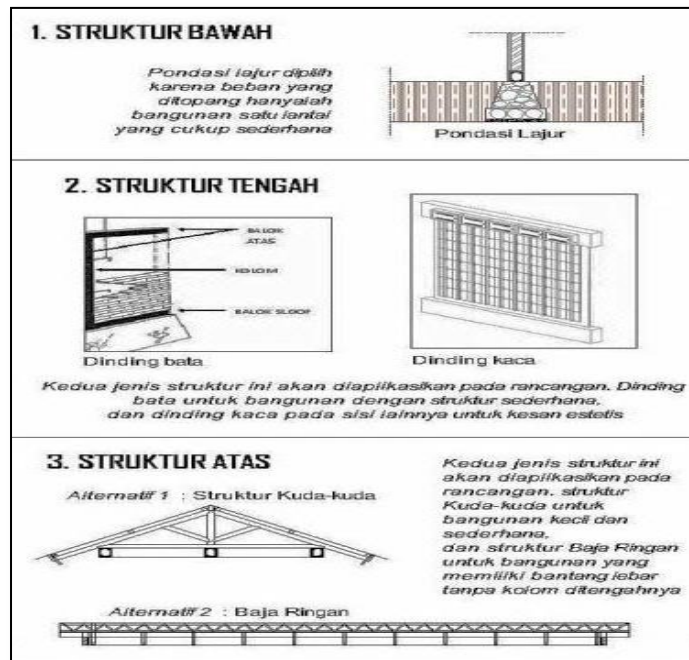 1. STRUKTUR BAWAH
Pondasi lajur dipilih
karena beban yang
ditopang hanyalah
bangunan satu lantai
yang cukup sederhana
Pondasi Lajur
2. STRUKTUR TENGAH
BALOK
ATAS
KOLOM
BALOK SLOOF
Dinding bata
Dinding kaca
Kedua jenis struktur ini akan diaplikasikan pada rancangan. Dinding
bata untuk bangunan dengan struktur sederhana,
dan dinding kaca pada sisi lainnya untuk kesan estetis
3. STRUKTUR ATAS
Alternatif 1 : Struktur Kuda-kuda
Kedua jenis struktur ini
akan diaplikasikan pada
rancangan. struktur
Kuda-kuda untuk
bangunan kecil dan
sederhana,
dan struktur Baja Ringan
untuk bangunan yang
memiliki bantang lebar
tanpa kolom ditengahnya
Alternatif 2 : Baja Ringan